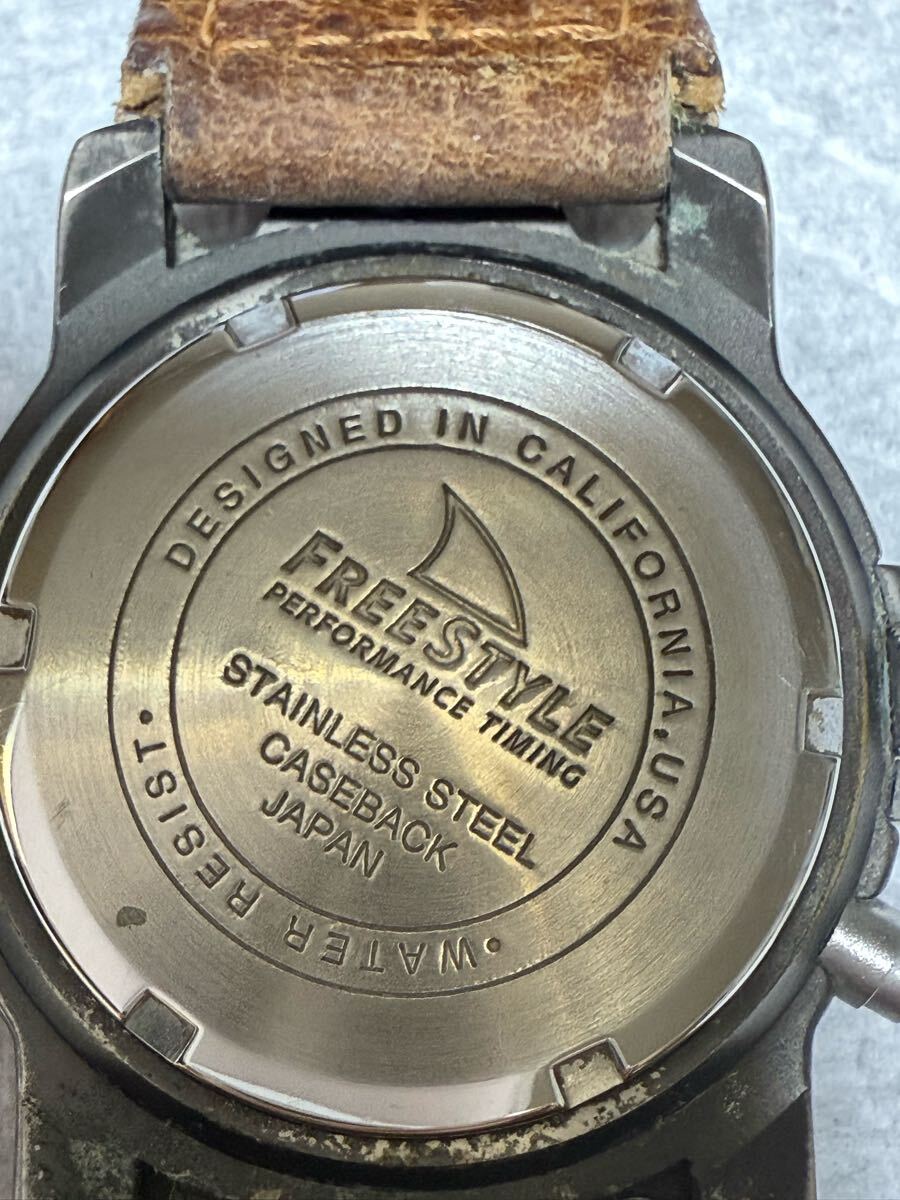 DESIGNED IN CALIFORNIA, USA
FREESTYLE
PERFORMANCE TIMING
STAINLESS STEEL
CASEBACK
JAPAN
•WATER RESIST•